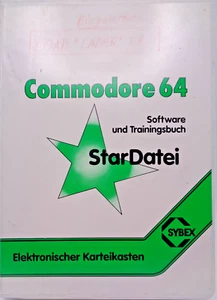 Commodore 64
Software
und Trainingsbuch
StarDatei
SYBEX
Elektronischer Karteikasten